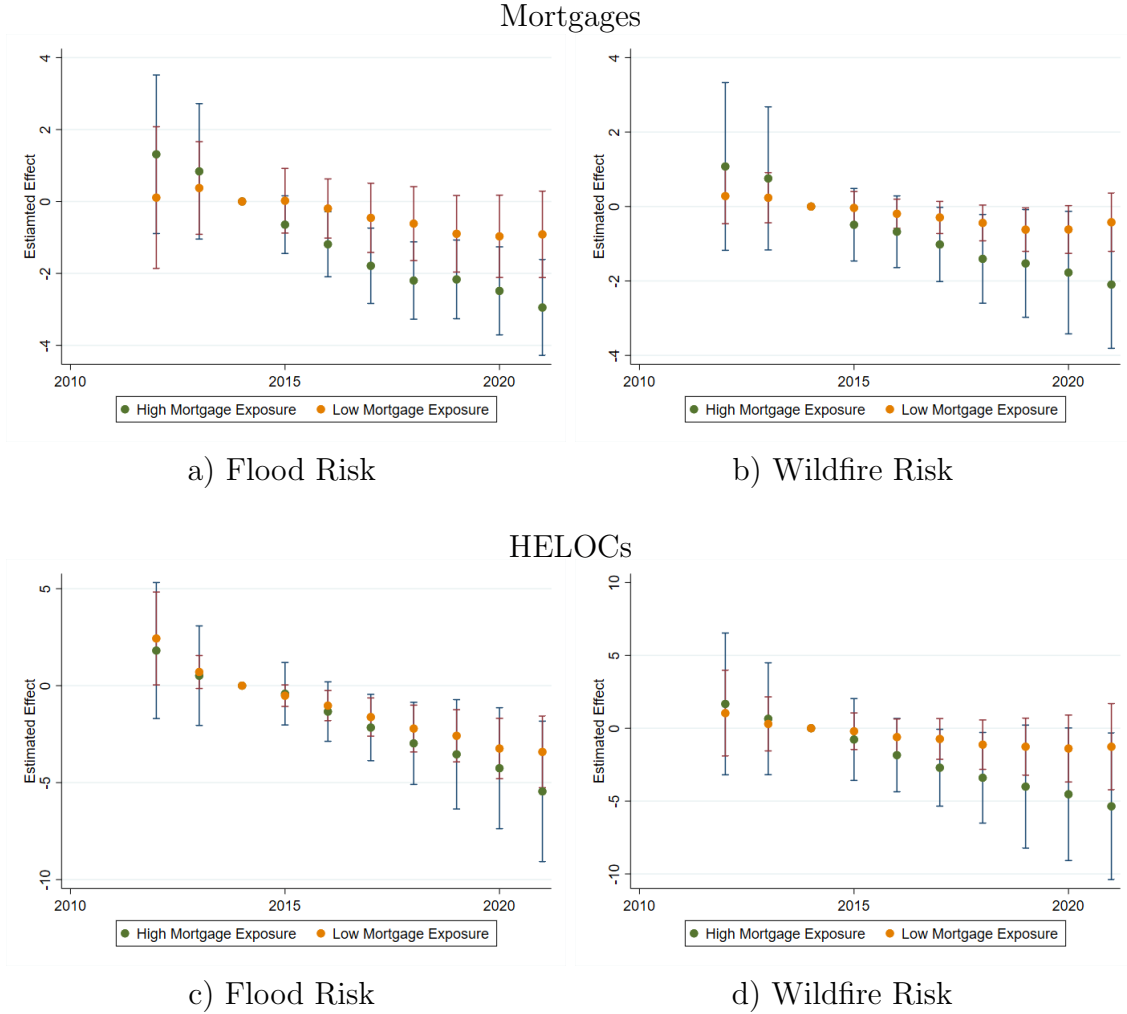 Mortgages
4
2
0
-2
-4
Estiamted Effect
2010 2015 2020
High Mortgage Exposure Low Mortgage Exposure
a) Flood Risk
4
2
0
-2
-4
Estimated Effect
2010 2015 2020
High Mortgage Exposure Low Mortgage Exposure
b) Wildfire Risk
HELOCs
5
0
-5
-10
Estimated Effect
2010 2015 2020
High Mortgage Exposure Low Mortgage Exposure
c) Flood Risk
10
5
0
-5
-10
Estimated Effect
2010 2015 2020
High Mortgage Exposure Low Mortgage Exposure
d) Wildfire Risk